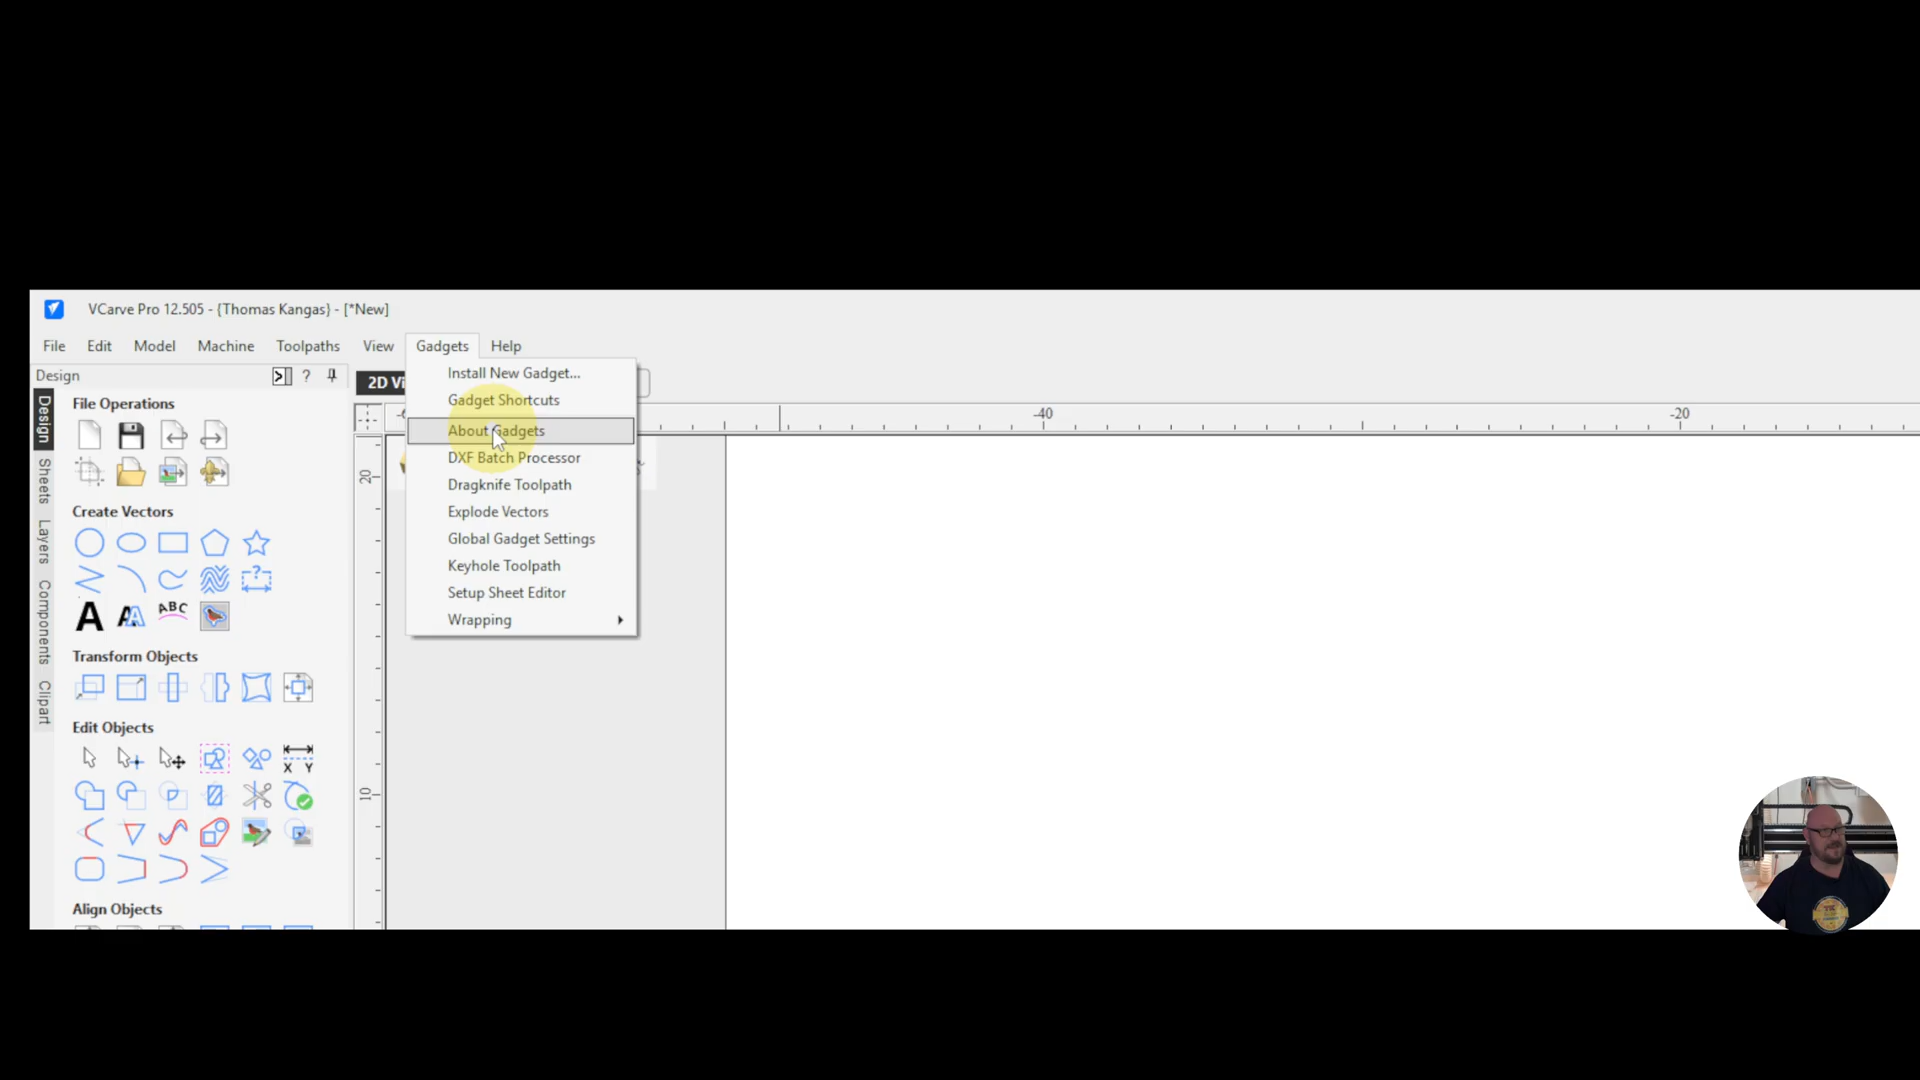 VCarve Pro 12.505 - {Thomas Kangas} - [*New]
File Edit Model Machine Toolpaths View Gadgets Help
Design
?
2D Vi
Install New Gadget...
Gadget Shortcuts
About Gadgets
DXF Batch Processor
Dragknife Toolpath
Explode Vectors
Global Gadget Settings
Keyhole Toolpath
Setup Sheet Editor
Wrapping
Design
Sheets
Layers
Components
Clipart
File Operations
Create Vectors
A
ABC
Transform Objects
Edit Objects
X Y
Align Objects
-40
-20
20
10